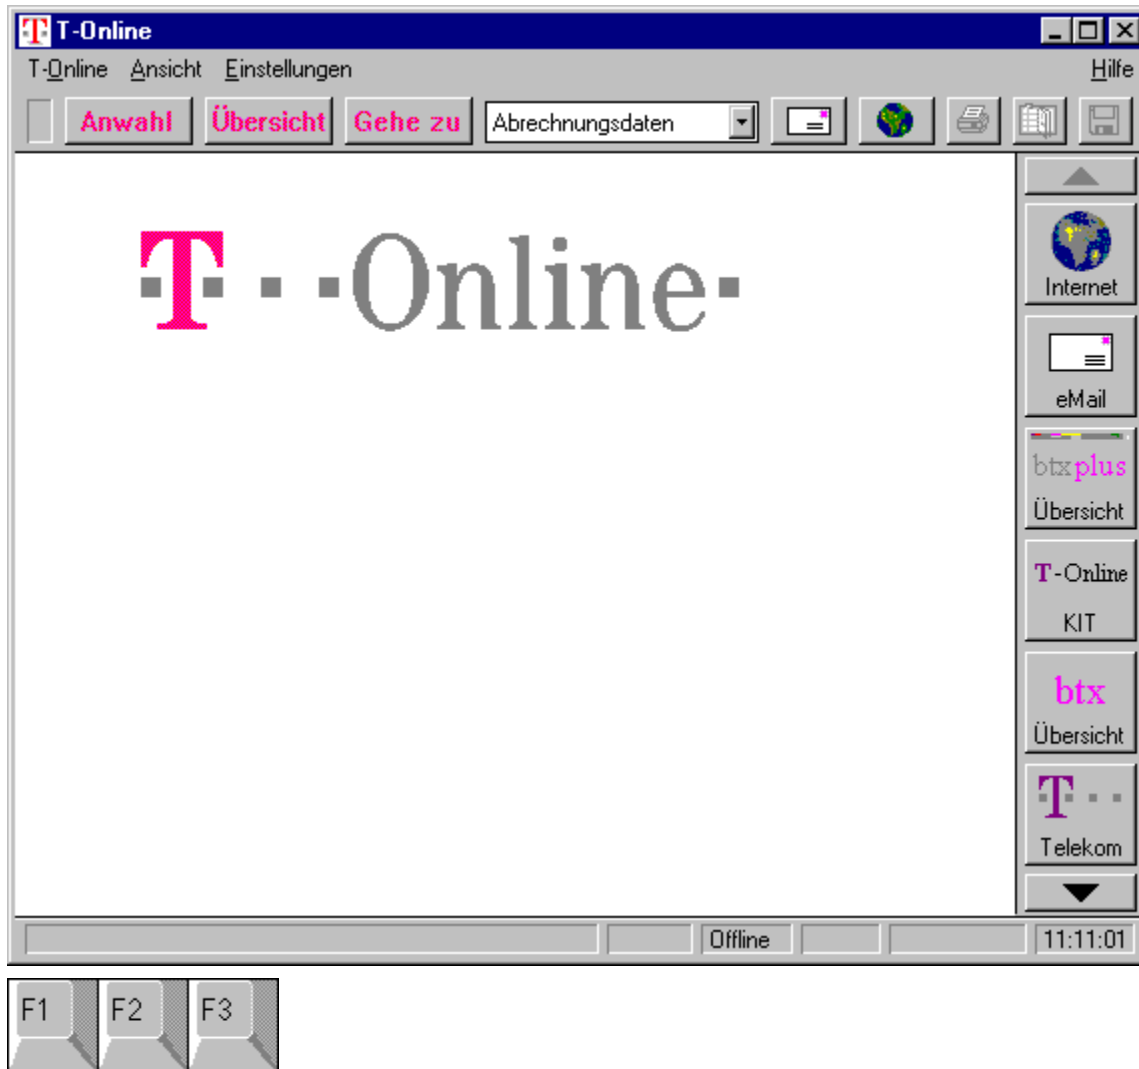 T T-Online
T-Online Ansicht Einstellungen Hilfe
Anwahl Übersicht Gehe zu Abrechnungsdaten
T Online
Internet
eMail
btxplus
Übersicht
T-Online
KIT
btx
Übersicht
T
Telekom
Offline 11:11:01
F1 F2 F3